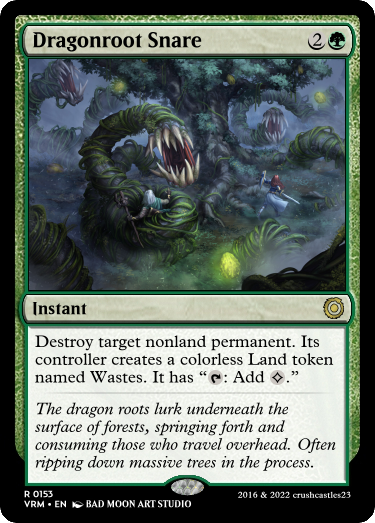 Dragonroot Snare 2
Instant
Destroy target nonland permanent. Its
controller creates a colorless Land token
named Wastes. It has “: Add .”
The dragon roots lurk underneath the
surface of forests, springing forth and
consuming those who travel overhead. Often
ripping down massive trees in the process.
R 0153
VRM • EN BAD MOON ART STUDIO
2016 & 2022 crushcastles23